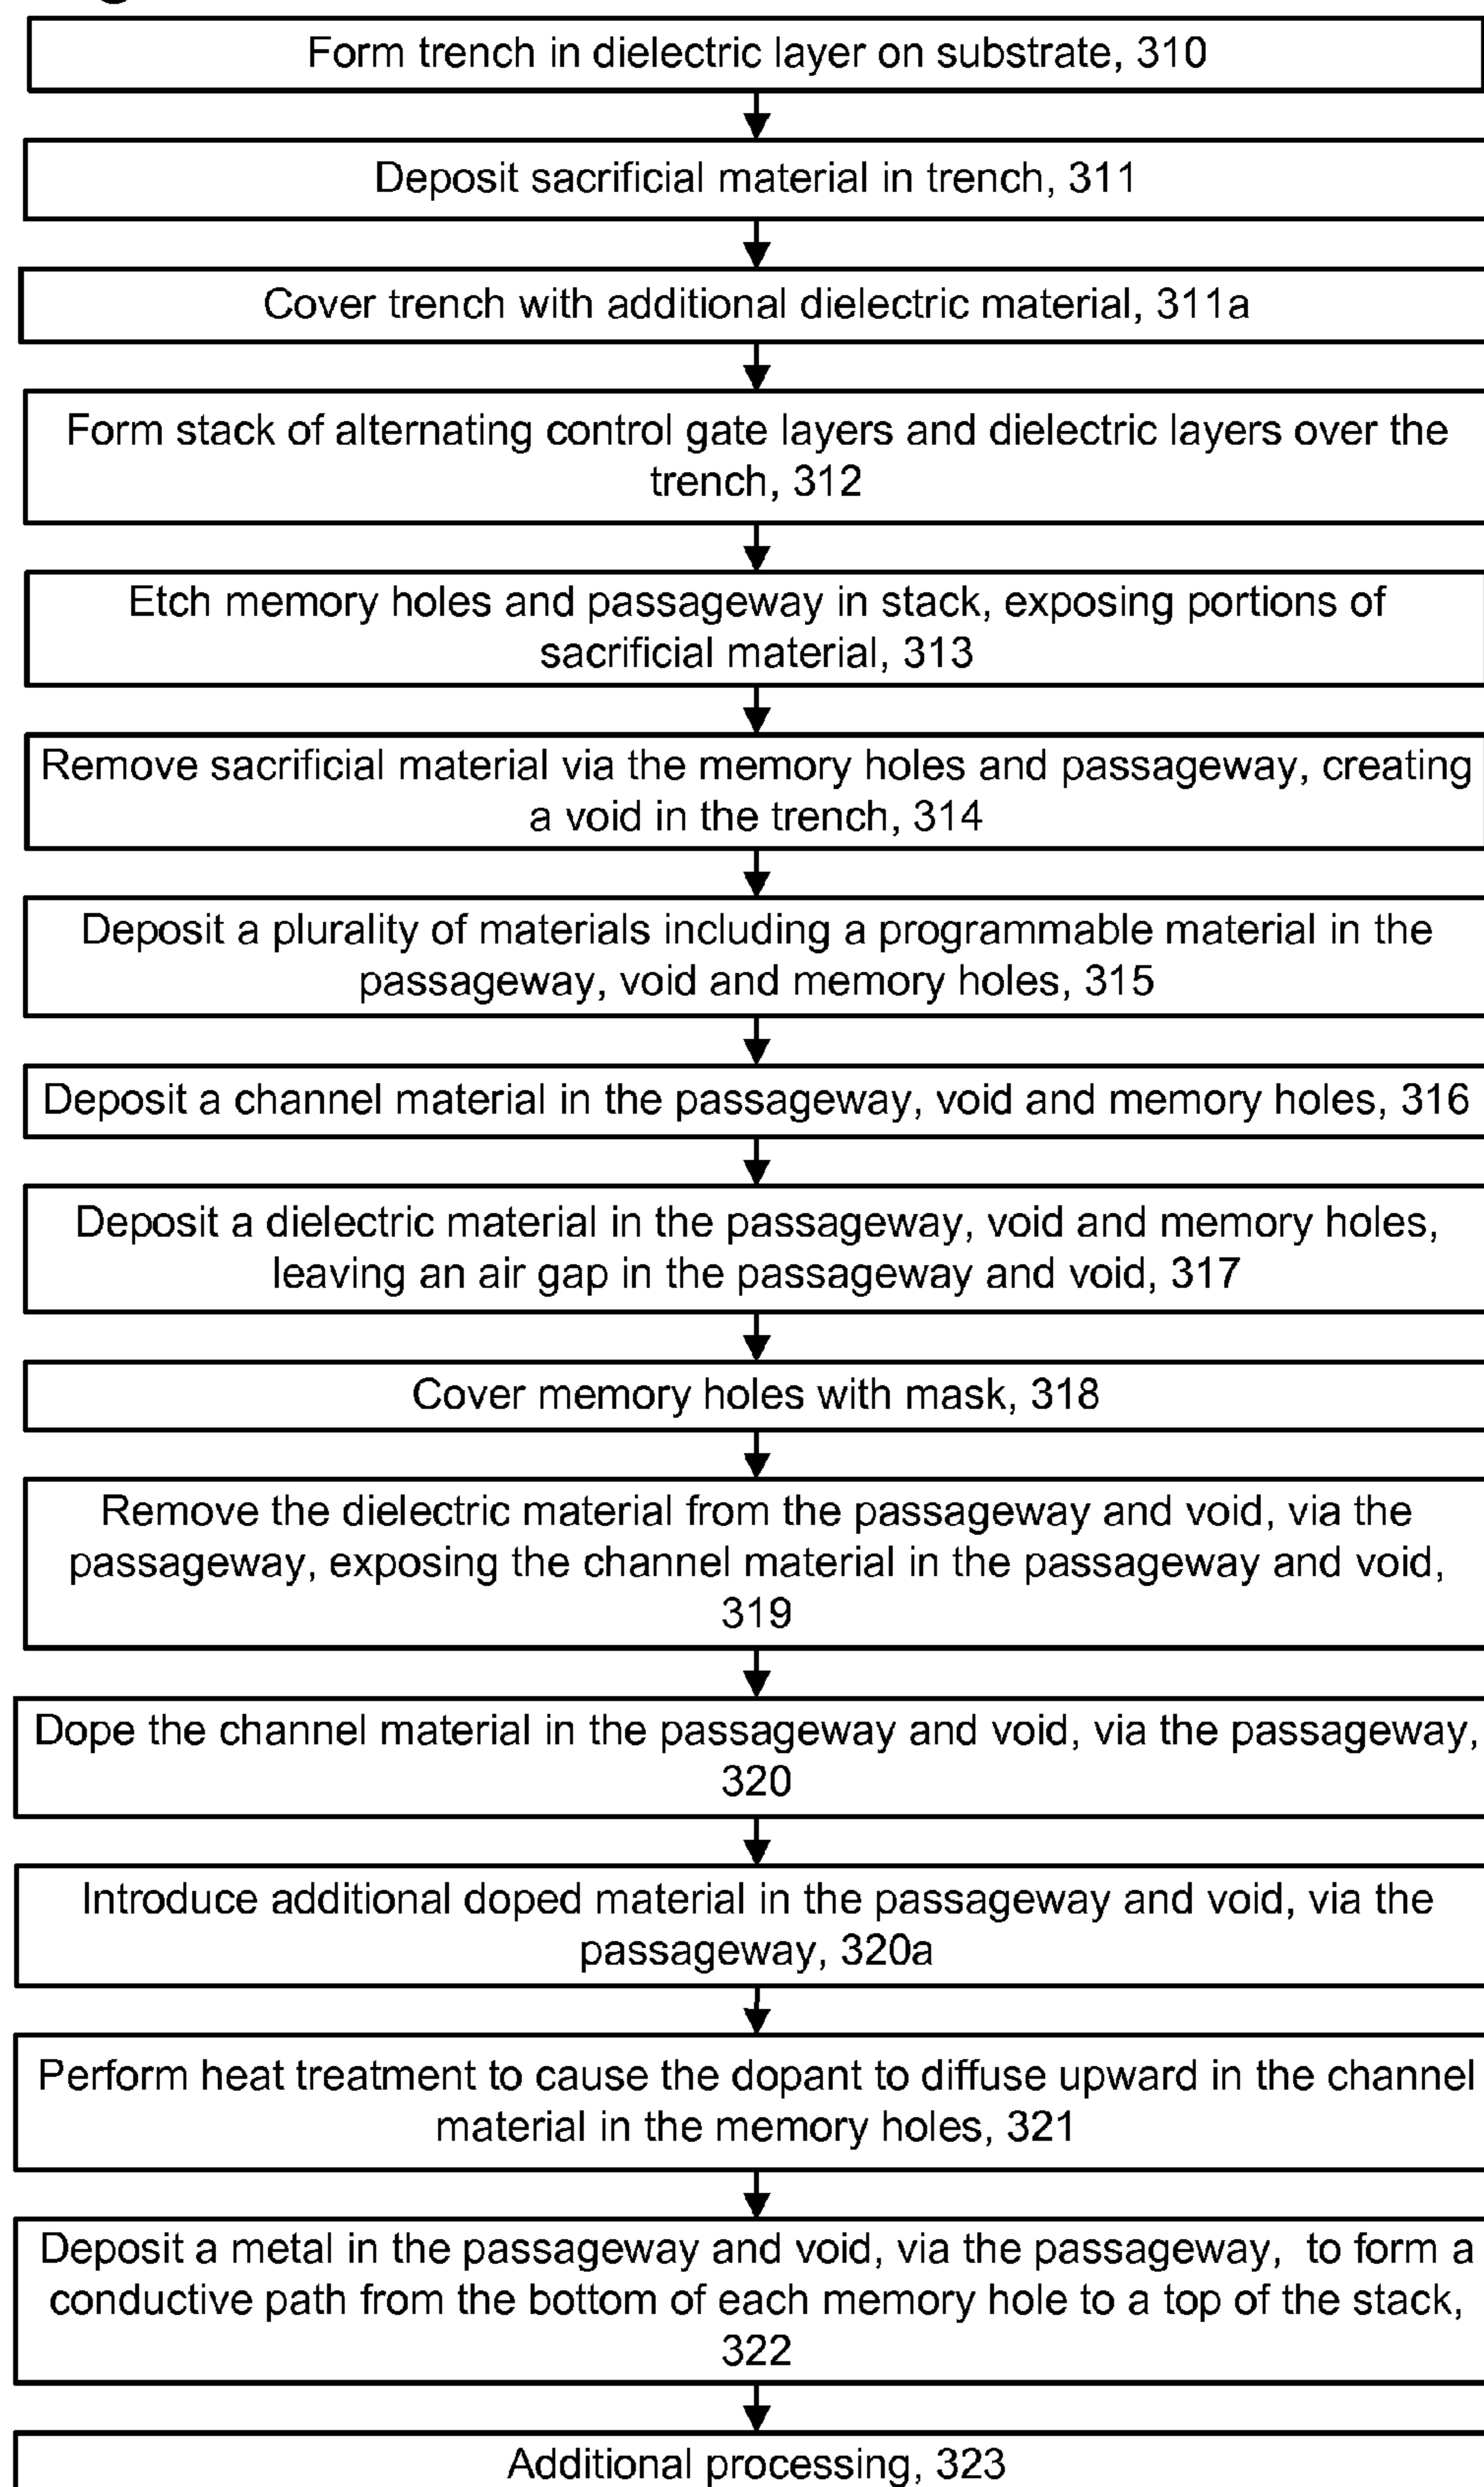 Form trench in dielectric layer on substrate, 310
Deposit sacrificial material in trench, 311
Cover trench with additional dielectric material, 311a
Form stack of alternating control gate layers and dielectric layers over the
trench, 312
Etch memory holes and passageway in stack, exposing portions of
sacrificial material, 313
Remove sacrificial material via the memory holes and passageway, creating
a void in the trench, 314
Deposit a plurality of materials including a programmable material in the
passageway, void and memory holes, 315
Deposit a channel material in the passageway, void and memory holes, 316
Deposit a dielectric material in the passageway, void and memory holes,
leaving an air gap in the passageway and void, 317
Cover memory holes with mask, 318
Remove the dielectric material from the passageway and void, via the
passageway, exposing the channel material in the passageway and void,
319
Dope the channel material in the passageway and void, via the passageway,
320
Introduce additional doped material in the passageway and void, via the
passageway, 320a
Perform heat treatment to cause the dopant to diffuse upward in the channel
material in the memory holes, 321
Deposit a metal in the passageway and void, via the passageway,  to form a
conductive path from the bottom of each memory hole to a top of the stack,
322
Additional processing, 323